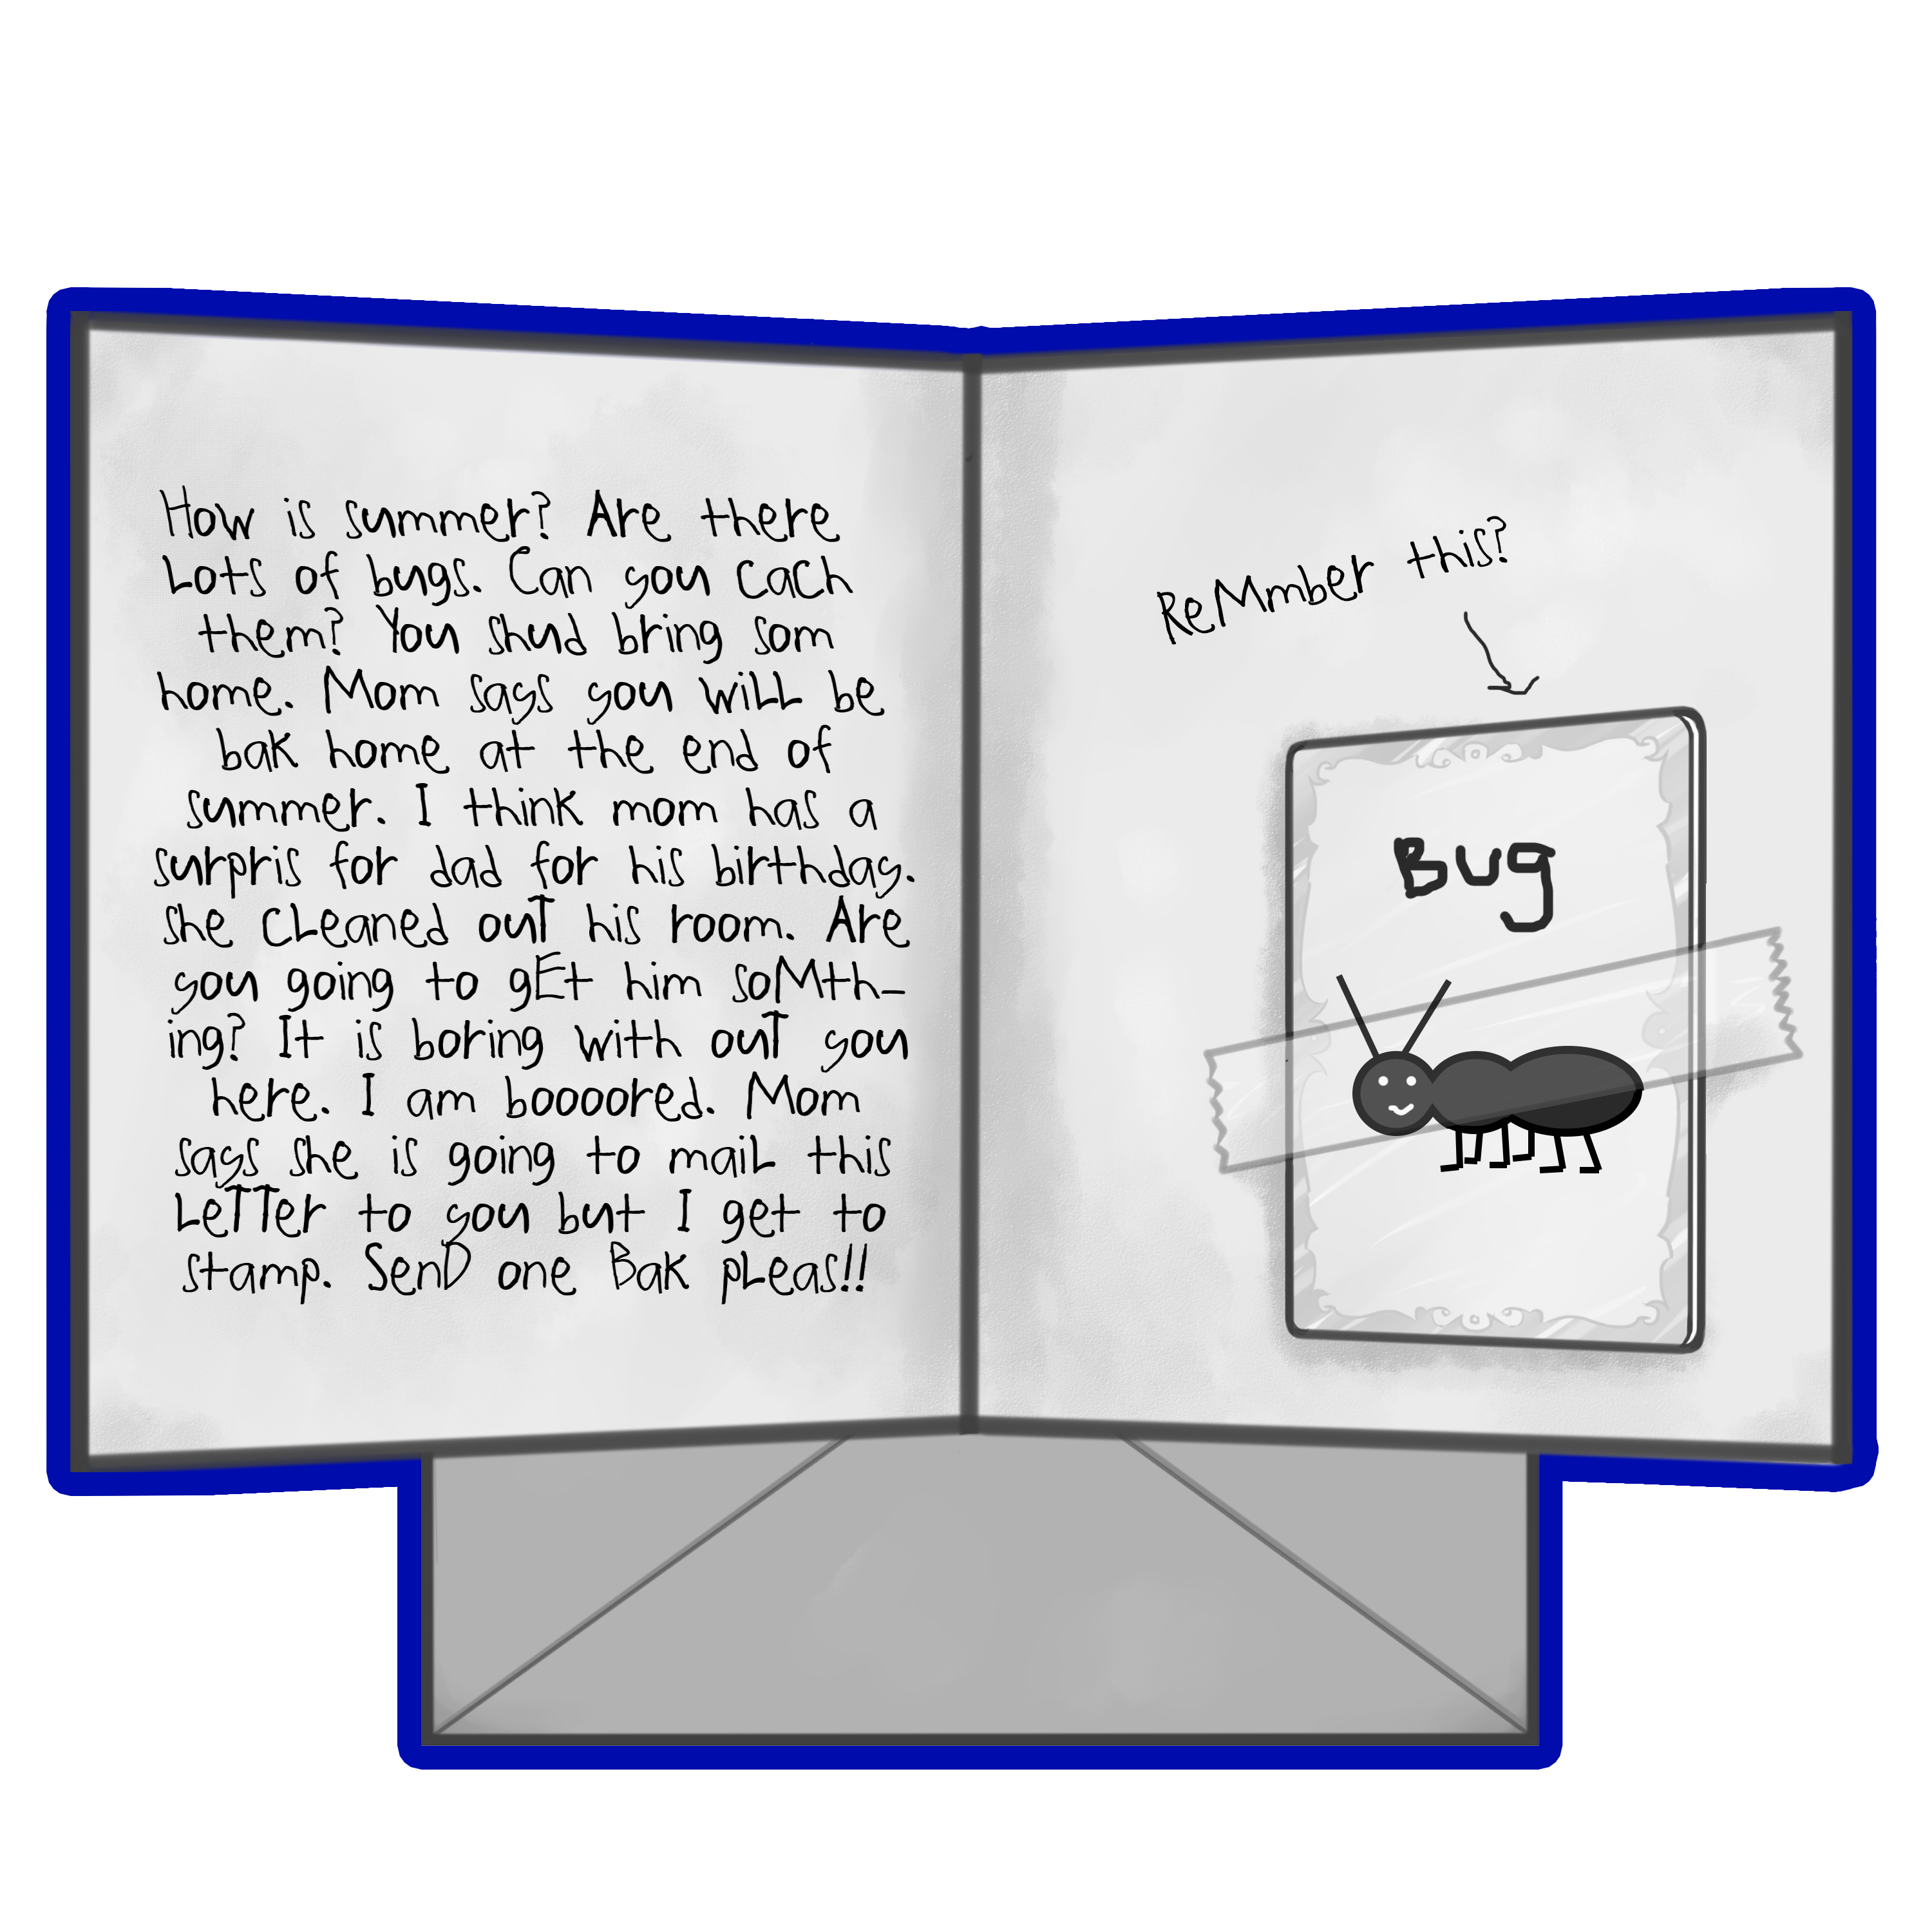 How is summer? Are there
Lots of bugs. Can you cach
them? You shud bring som
home. Mom says you wiLL be
bak home at the end of
summer. I think mom has a
surpris for dad for his birthday.
she cLeaned ouT his room. Are
you going to gEt him soMth-
ing? It is boring with ouT you
here. I am boooored. Mom
says she is going to maiL this
LeTTer to you but I get to
stamp. SenD one Bak pLeas!!
ReMmber this?
Bug